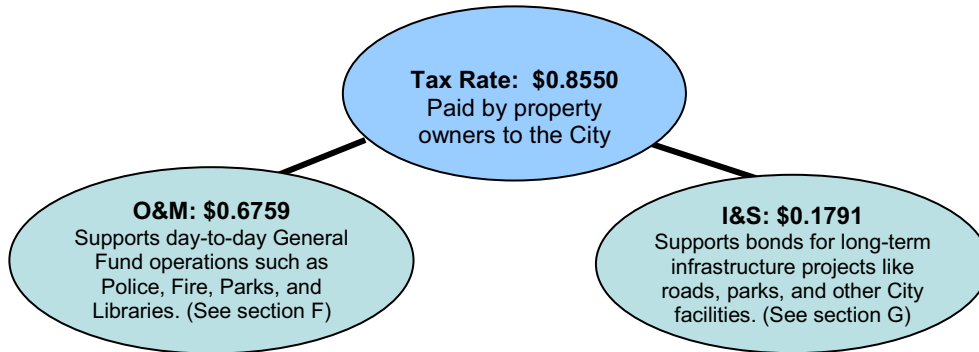 Tax Rate:  $0.8550
Paid by property
owners to the City
O&M: $0.6759
Supports day-to-day General
Fund operations such as
Police, Fire, Parks, and
Libraries. (See section F)
I&S: $0.1791
Supports bonds for long-term
infrastructure projects like
roads, parks, and other City
facilities. (See section G)